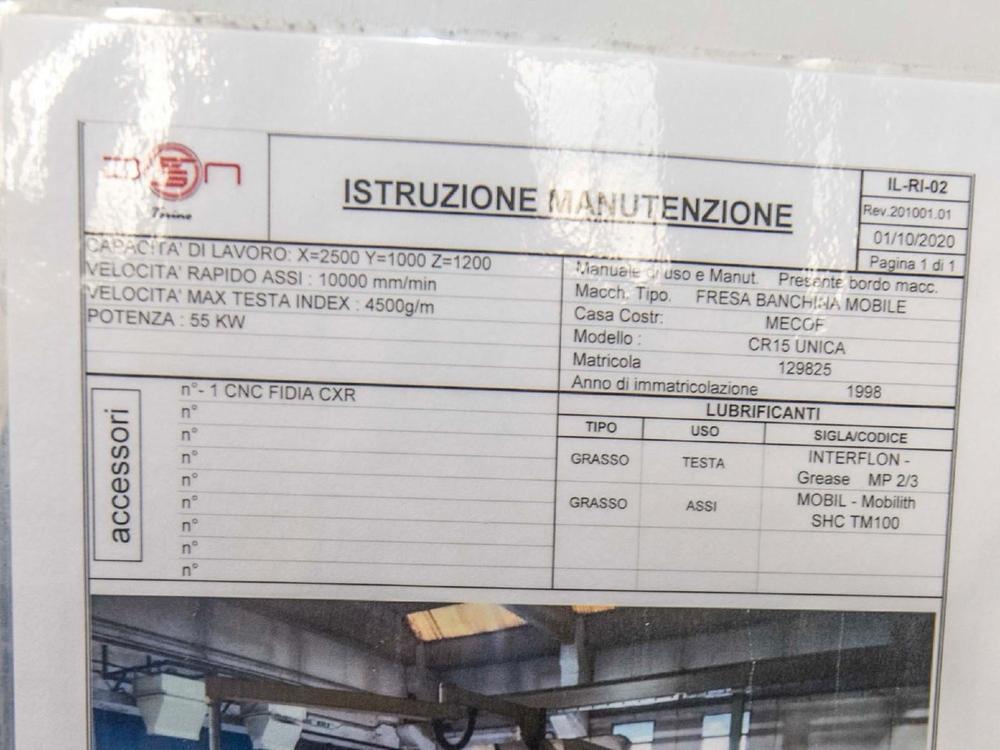 Torino
ISTRUZIONE MANUTENZIONE
IL-RI-02
Rev.201001.01
01/10/2020
Pagina 1 di 1
CAPACITA' DI LAVORO: X=2500 Y=1000 Z=1200
VELOCITA' RAPIDO ASSI : 10000 mm/min
VELOCITA' MAX TESTA INDEX : 4500g/m
POTENZA : 55 KW
Manuale di uso e Manut. Presente bordo macc.
Macch. Tipo. FRESA BANCHINA MOBILE
Casa Costr: MECOF
Modello : CR15 UNICA
Matricola 129825
Anno di immatricolazione 1998
accessori
n°- 1 CNC FIDIA CXR
n°
n°
n°
n°
n°
n°
n°
n°
LUBRIFICANTI
TIPO USO SIGLA/CODICE
GRASSO TESTA INTERFLON -
Grease MP 2/3
GRASSO ASSI MOBIL - Mobilith
SHC TM100